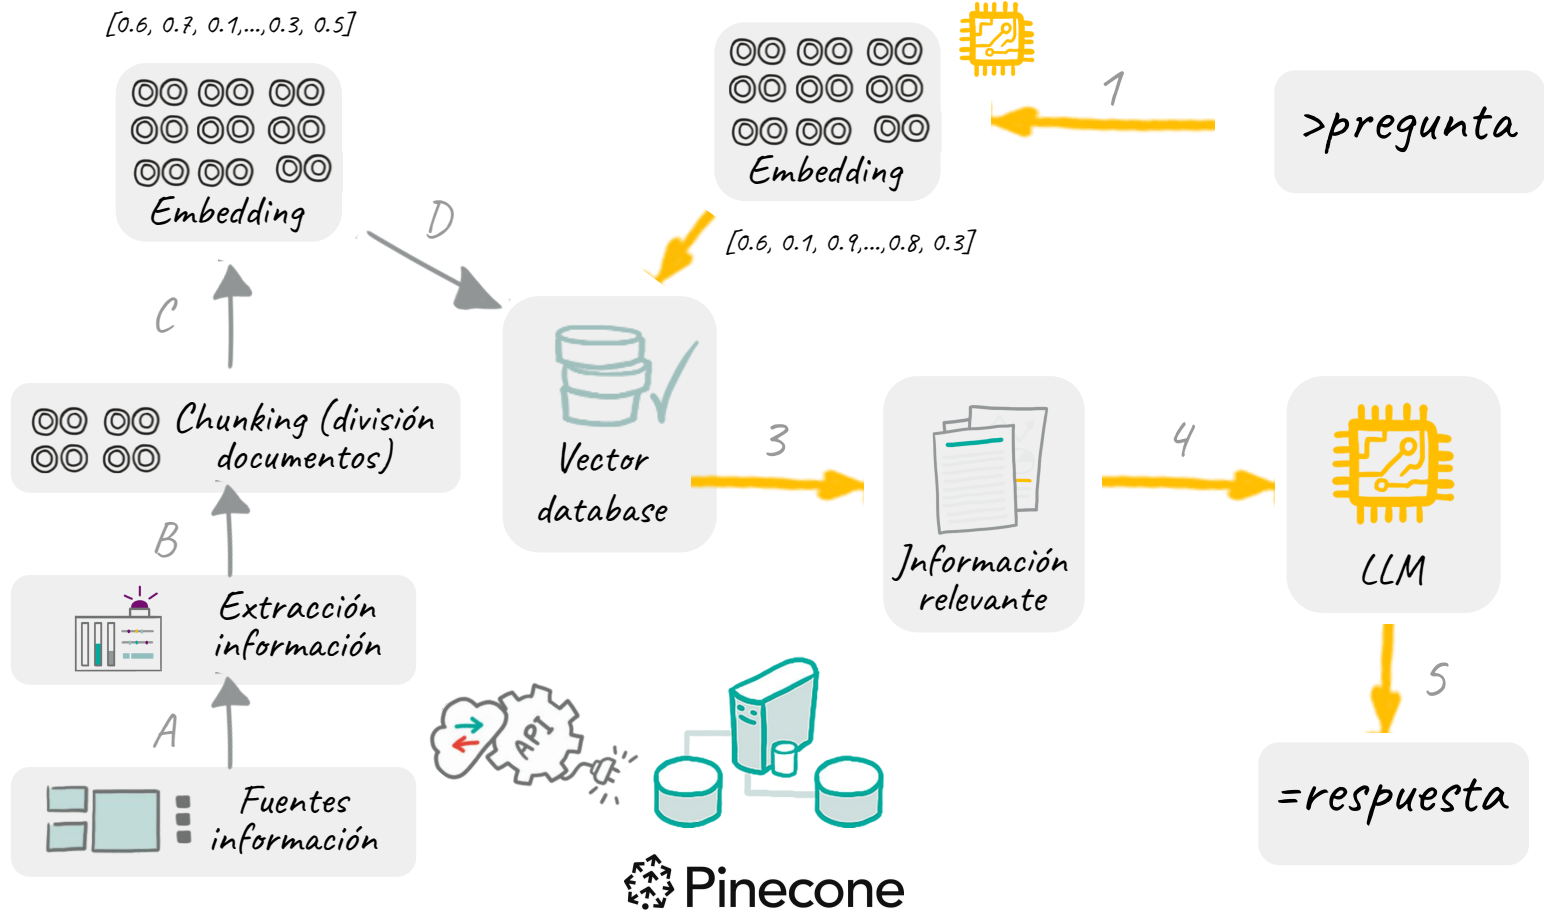 [0.6, 0.7, 0.1,...,0.3, 0.5]
Embedding
D
C
Chunking (división
documentos)
B
Extracción
información
A
Fuentes
información
Embedding
[0.6, 0.1, 0.9,...,0.8, 0.3]
1
>pregunta
Vector
database
3
Información
relevante
4
LLM
5
=respuesta
API
Pinecone